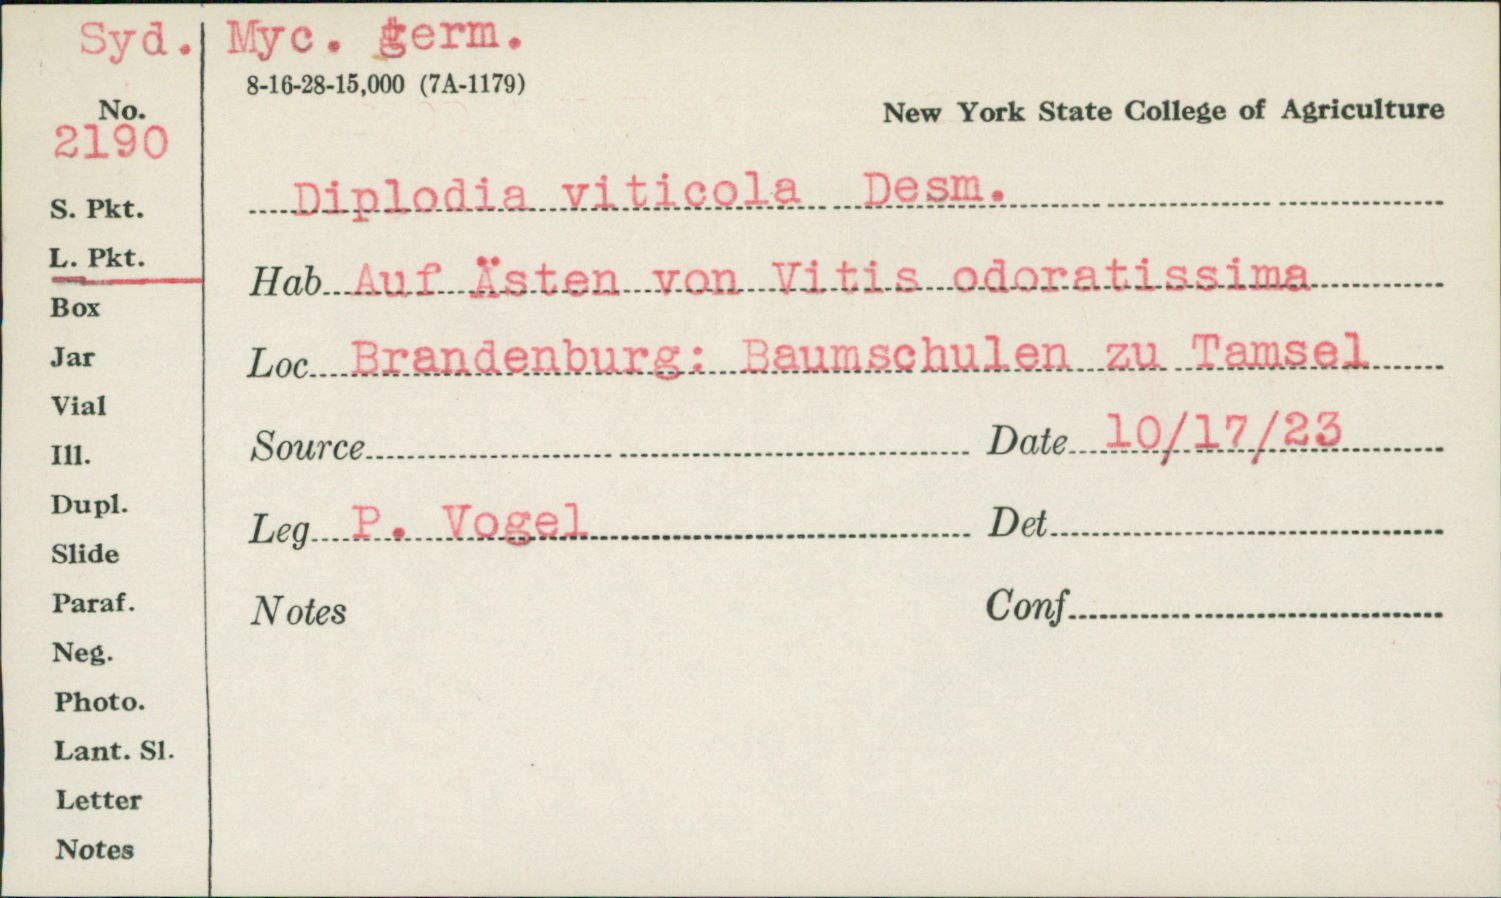 Syd. Myc. germ.
8-16-28-15,000 (7A-1179)
No.
2190
New York State College of Agriculture
S. Pkt.
Diplodia viticola Desm.
L. Pkt.
Hab. Auf Ästen von Vitis odoratissima
Box
Jar
Loc. Brandenburg: Baumschulen zu Tamsel
Vial
Ill.
Source Date 10/17/23
Dupl.
Leg. P. Vogel Det
Slide
Paraf.
Notes Conf
Neg.
Photo.
Lant. Sl.
Letter
Notes